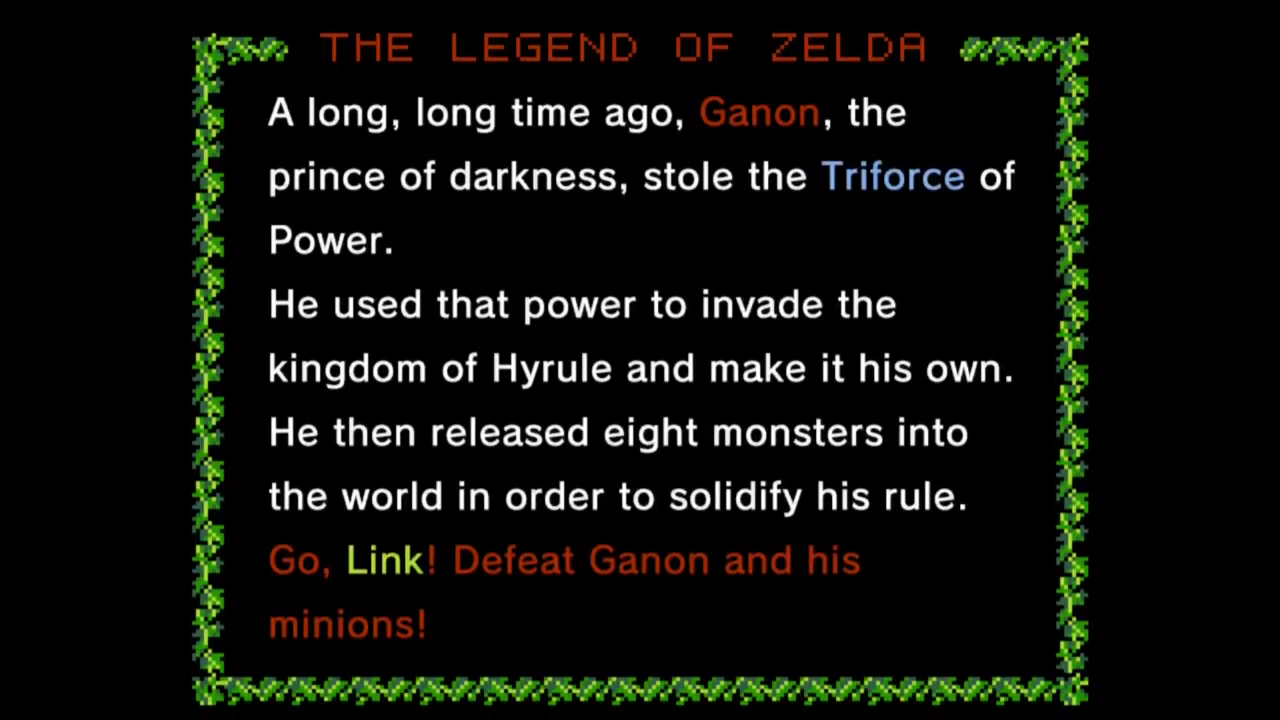 THE LEGEND OF ZELDA
A long, long time ago, Ganon, the
prince of darkness, stole the Triforce of
Power.
He used that power to invade the
kingdom of Hyrule and make it his own.
He then released eight monsters into
the world in order to solidify his rule.
Go, Link! Defeat Ganon and his
minions!